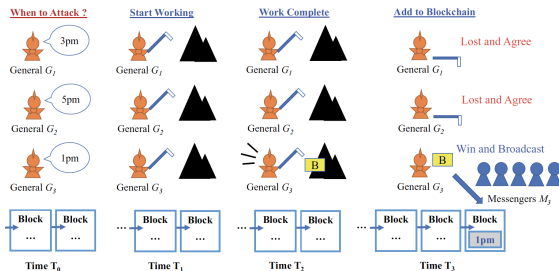 When to Attack ?
Start Working
Work Complete
Add to Blockchain
3pm
General G1
General G1
General G1
General G1
Lost and Agree
5pm
General G2
General G2
General G2
General G2
Lost and Agree
1pm
General G3
General G3
B
General G3
B
General G3
Win and Broadcast
Messengers M3
Block
...
Block
...
...
Block
...
Block
...
...
Block
...
Block
...
...
Block
...
Block
...
Block
1pm
Time T0
Time T1
Time T2
Time T3